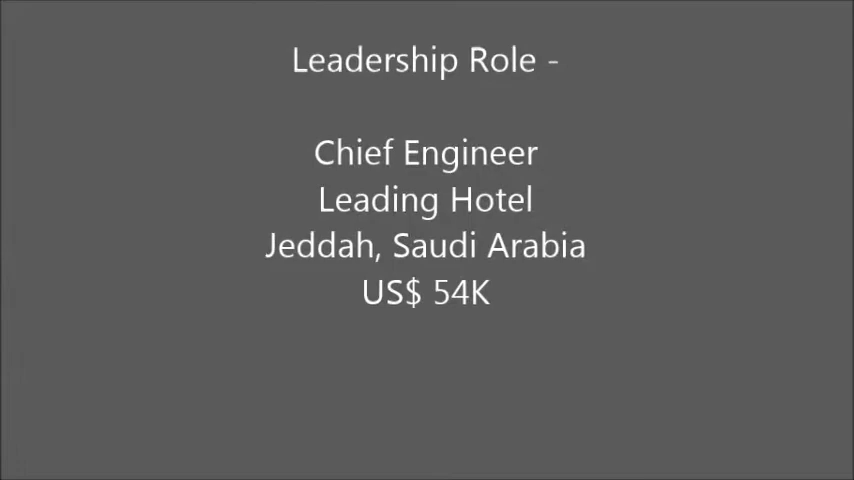 Leadership Role -
Chief Engineer
Leading Hotel
Jeddah, Saudi Arabia
US$ 54K